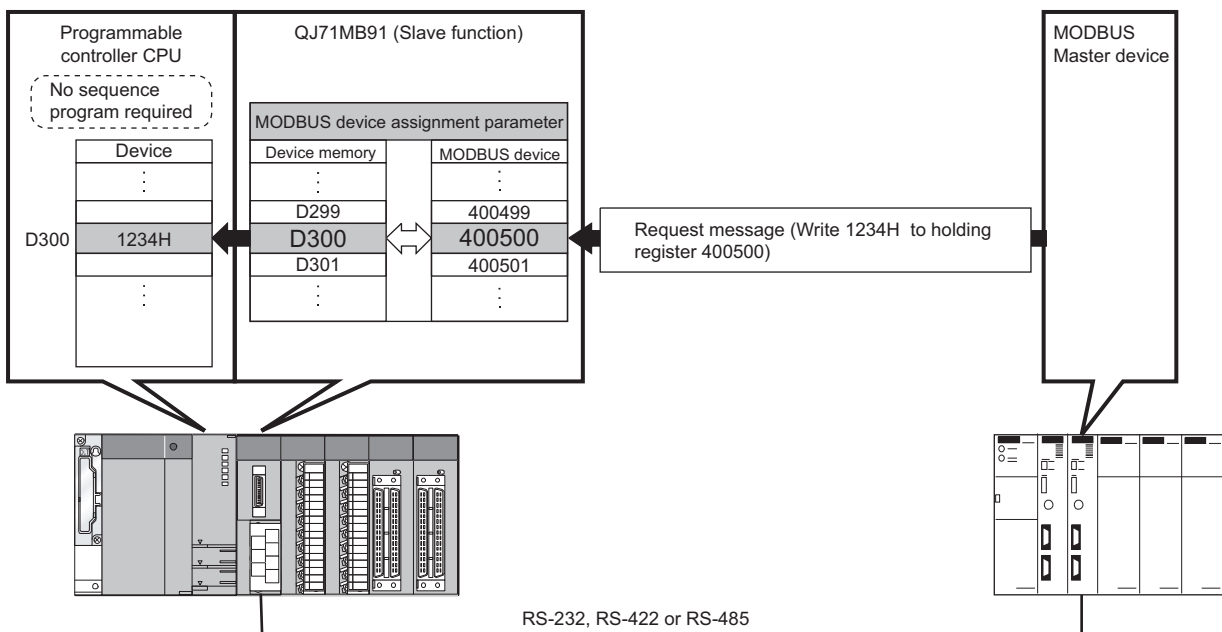 Programmable
controller CPU
No sequence
program required
Device
D300
1234H
QJ71MB91 (Slave function)
MODBUS device assignment parameter
Device memory
MODBUS device
D299
400499
D300
400500
D301
400501
Request message (Write 1234H to holding
register 400500)
MODBUS
Master device
RS-232, RS-422 or RS-485